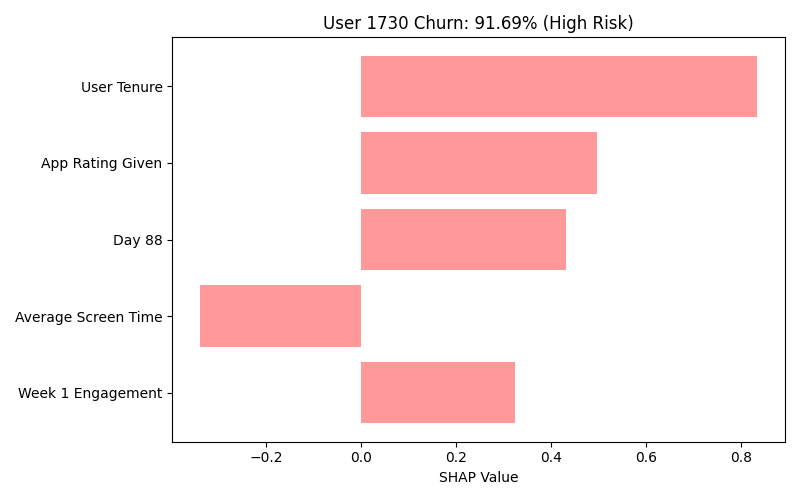 User 1730 Churn: 91.69% (High Risk)
User Tenure
App Rating Given
Day 88
Average Screen Time
Week 1 Engagement
−0.2 0.0 0.2 0.4 0.6 0.8
SHAP Value